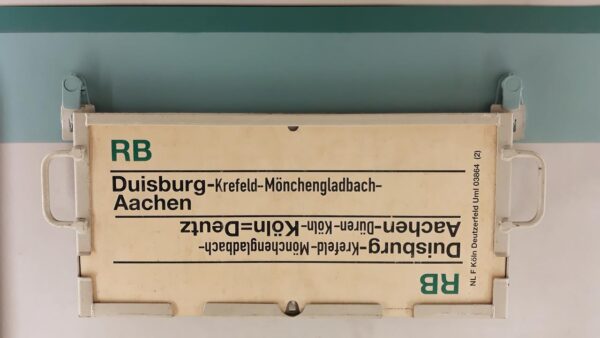 RB
Duisburg-Krefeld-Mönchengladbach-
Aachen
RB
Duisburg-Krefeld-Mönchengladbach-
Aachen-Düren-Köln-Köln=Deutz
NL F Köln Deutzerfeld Uml 03864 (2)